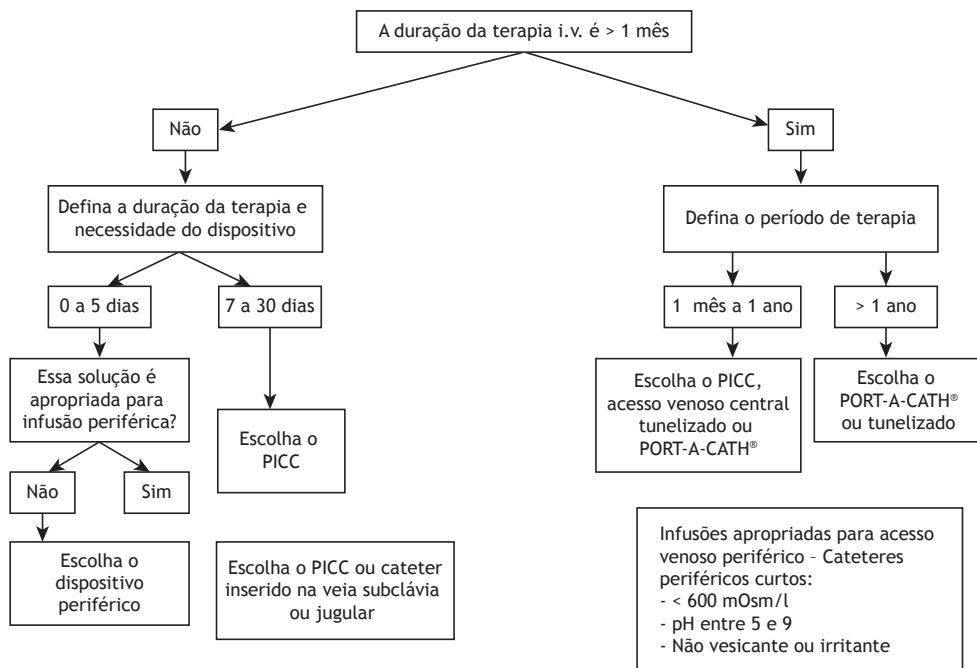 A duração da terapia i.v. é > 1 mês
Não
Sim
Defina a duração da terapia e
necessidade do dispositivo
Defina o período de terapia
0 a 5 dias
7 a 30 dias
1 mês a 1 ano
> 1 ano
Essa solução é
apropriada para
infusão periférica?
Escolha o
PICC
Escolha o PICC,
acesso venoso central
tunelizado ou
PORT-A-CATH®
Escolha o
PORT-A-CATH®
ou tunelizado
Não
Sim
Escolha o
dispositivo
periférico
Escolha o PICC ou cateter
inserido na veia subclávia
ou jugular
Infusões apropriadas para acesso
venoso periférico – Cateteres
periféricos curtos:
- < 600 mOsm/l
- pH entre 5 e 9
- Não vesicante ou irritante